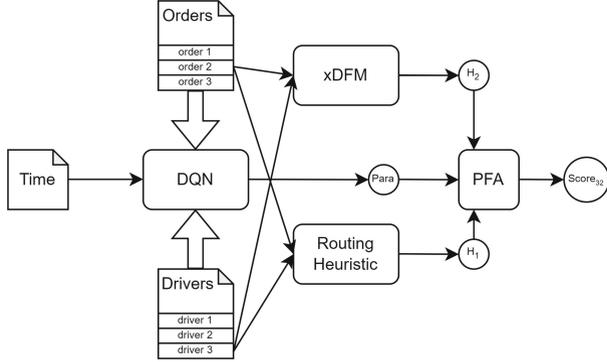 Orders
order 1
order 2
order 3
xDFM
H2
Time
DQN
Para
PFA
Score32
Routing
Heuristic
H1
Drivers
driver 1
driver 2
driver 3